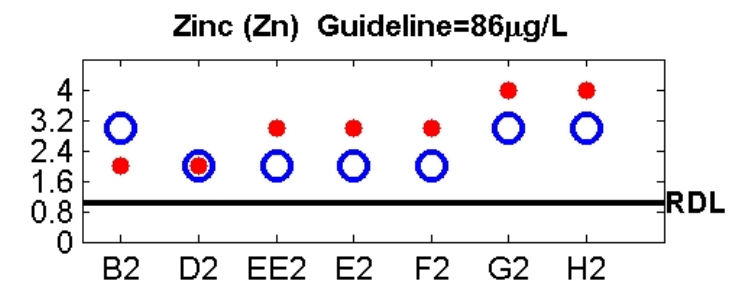 Zinc (Zn) Guideline=86µg/L
4
3.2
2.4
1.6
0.8
0
RDL
B2 D2 EE2 E2 F2 G2 H2